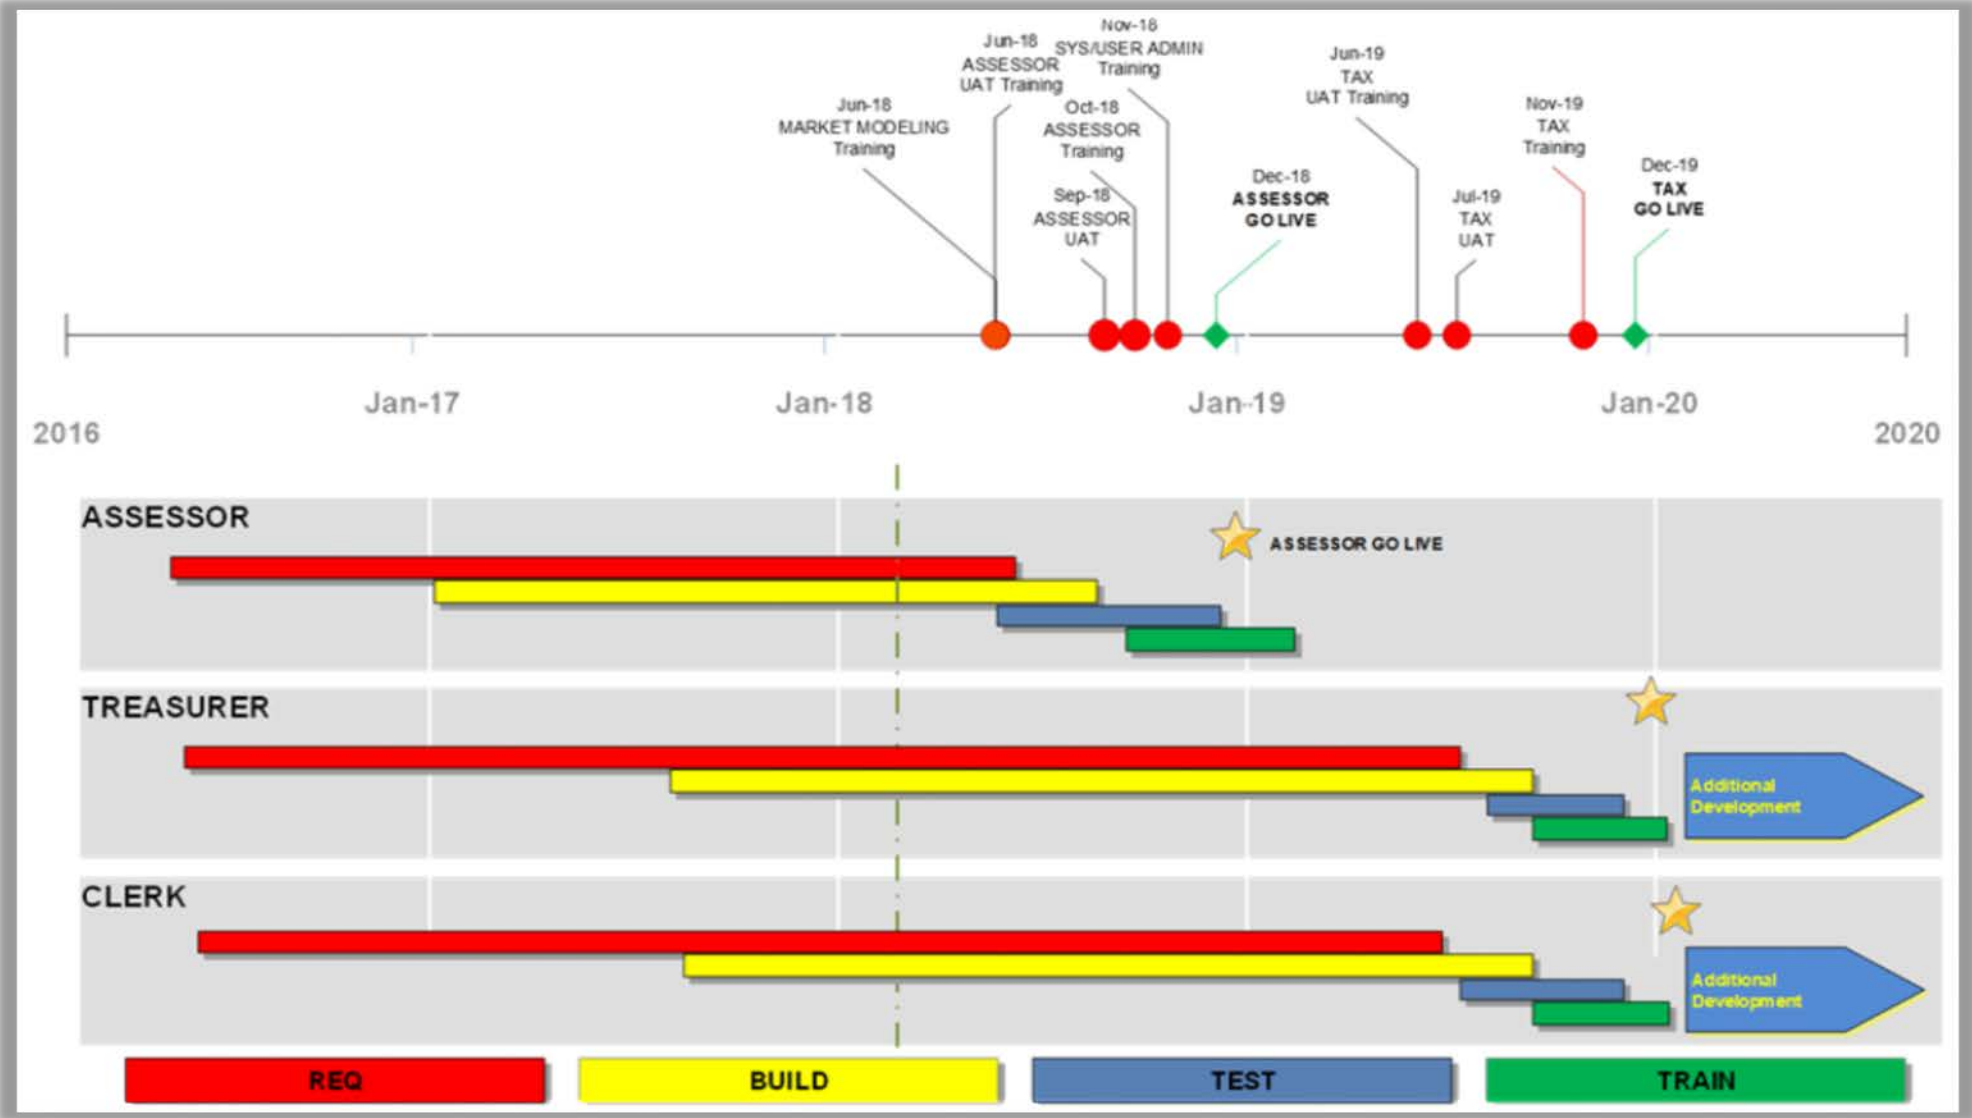 Nov-18
SYS/USER ADMIN
Training
Jun-18
ASSESSOR
UAT Training
Jun-18
MARKET MODELING
Training
Oct-18
ASSESSOR
Training
Sep-18
ASSESSOR
UAT
Dec-18
ASSESSOR
GO LIVE
Jun-19
TAX
UAT Training
Jul-19
TAX
UAT
Nov-19
TAX
Training
Dec-19
TAX
GO LIVE
Jan-17
Jan-18
Jan-19
Jan-20
2016
2020
ASSESSOR
ASSESSOR GO LIVE
TREASURER
Additional
Development
CLERK
Additional
Development
REQ
BUILD
TEST
TRAIN